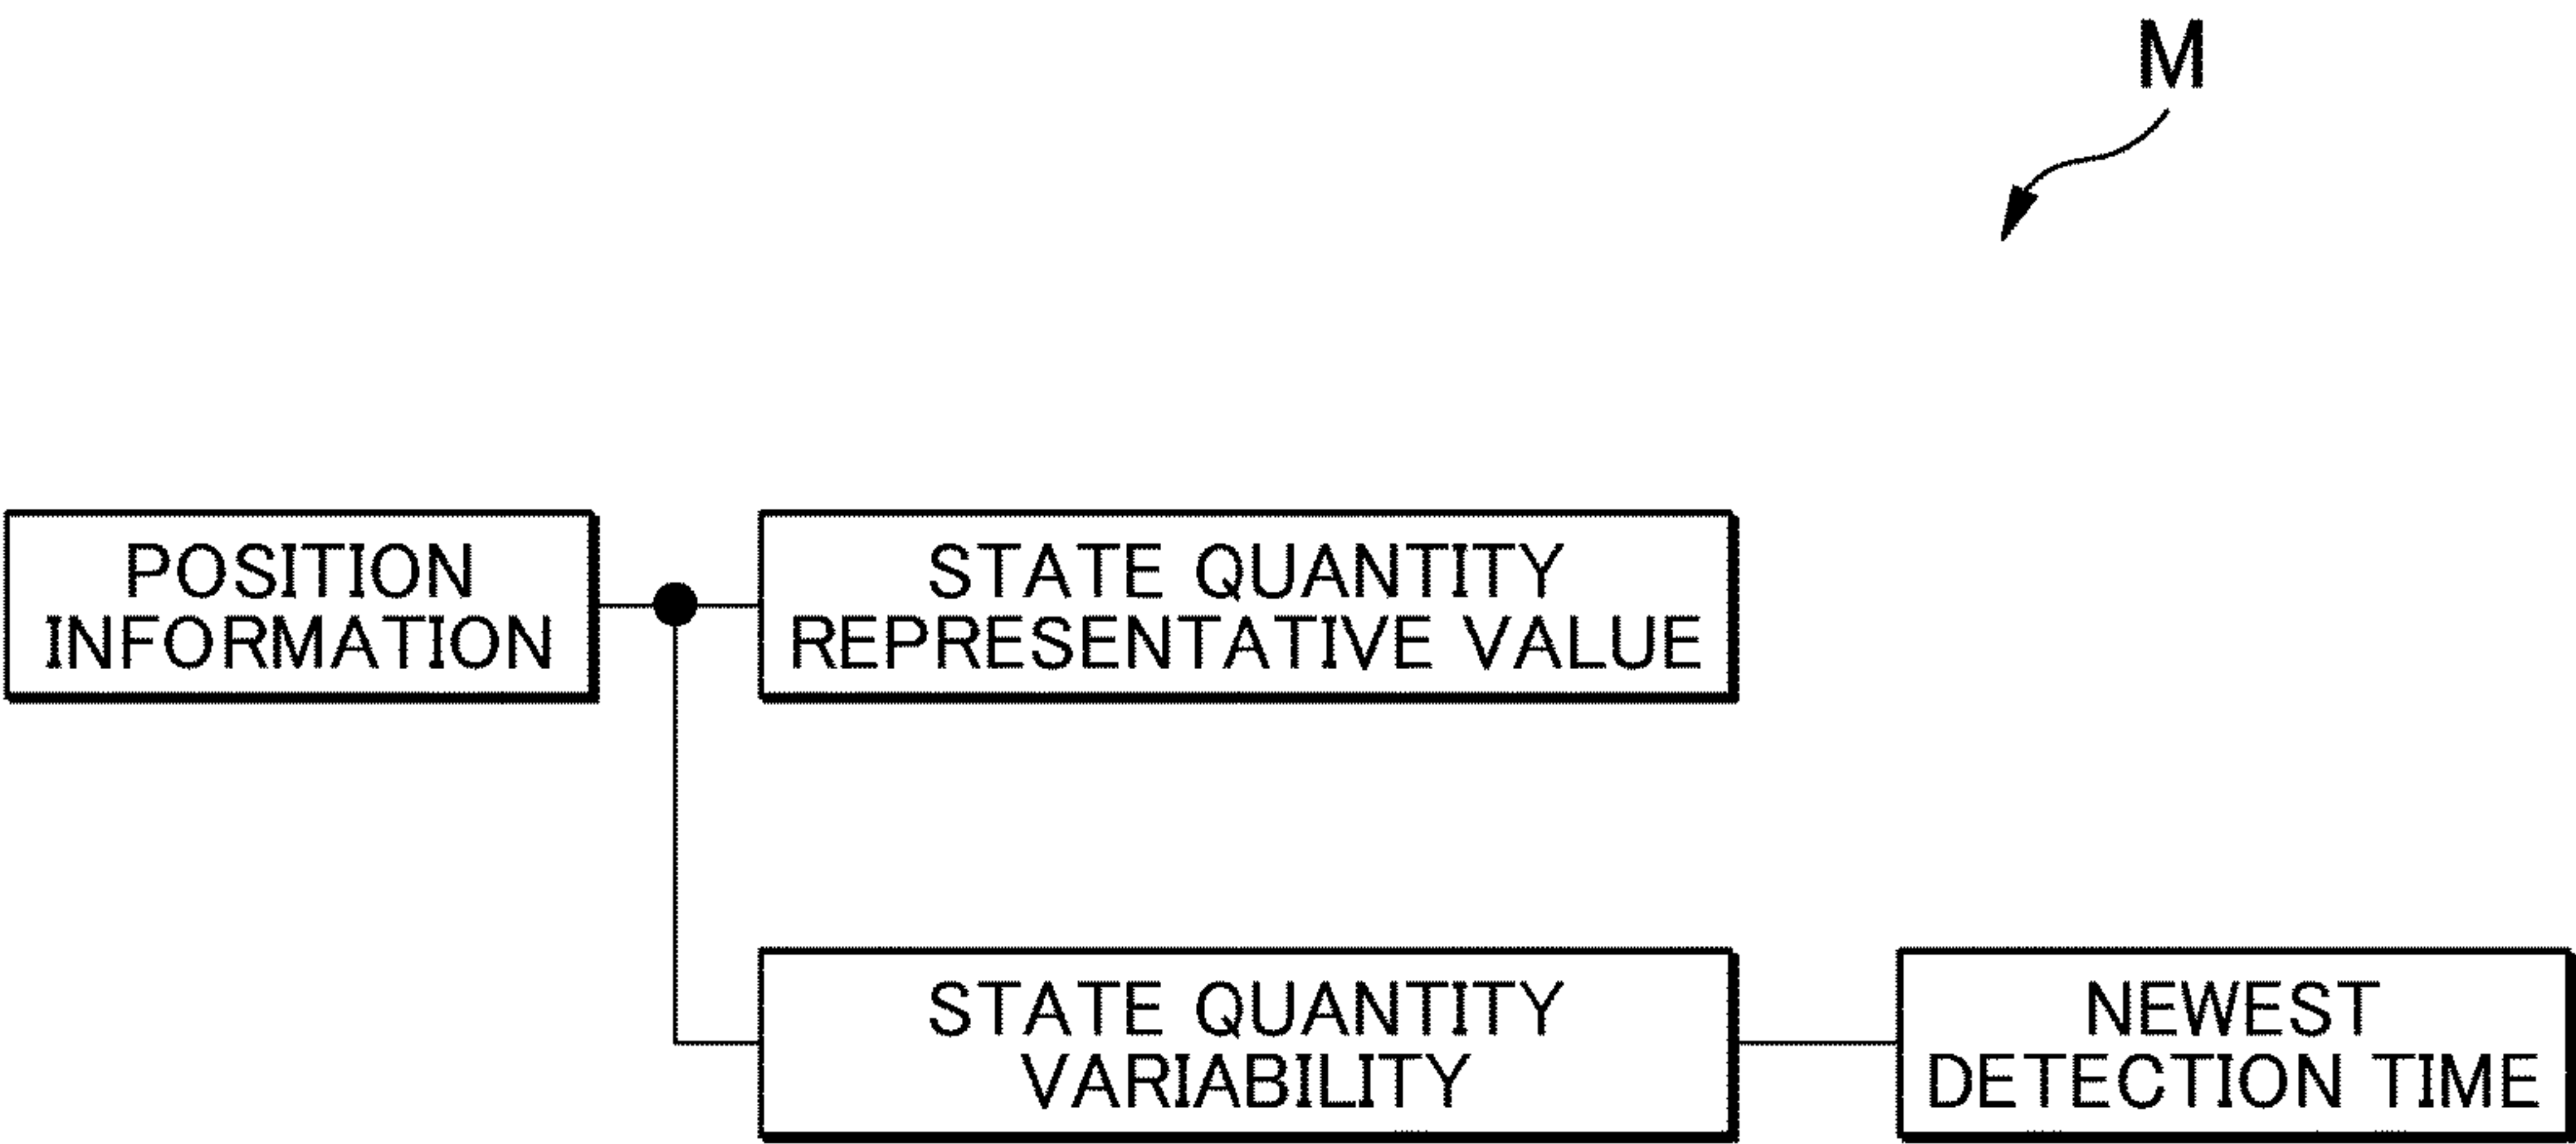 M
POSITION
INFORMATION
STATE QUANTITY
REPRESENTATIVE VALUE
STATE QUANTITY
VARIABILITY
NEWEST
DETECTION TIME